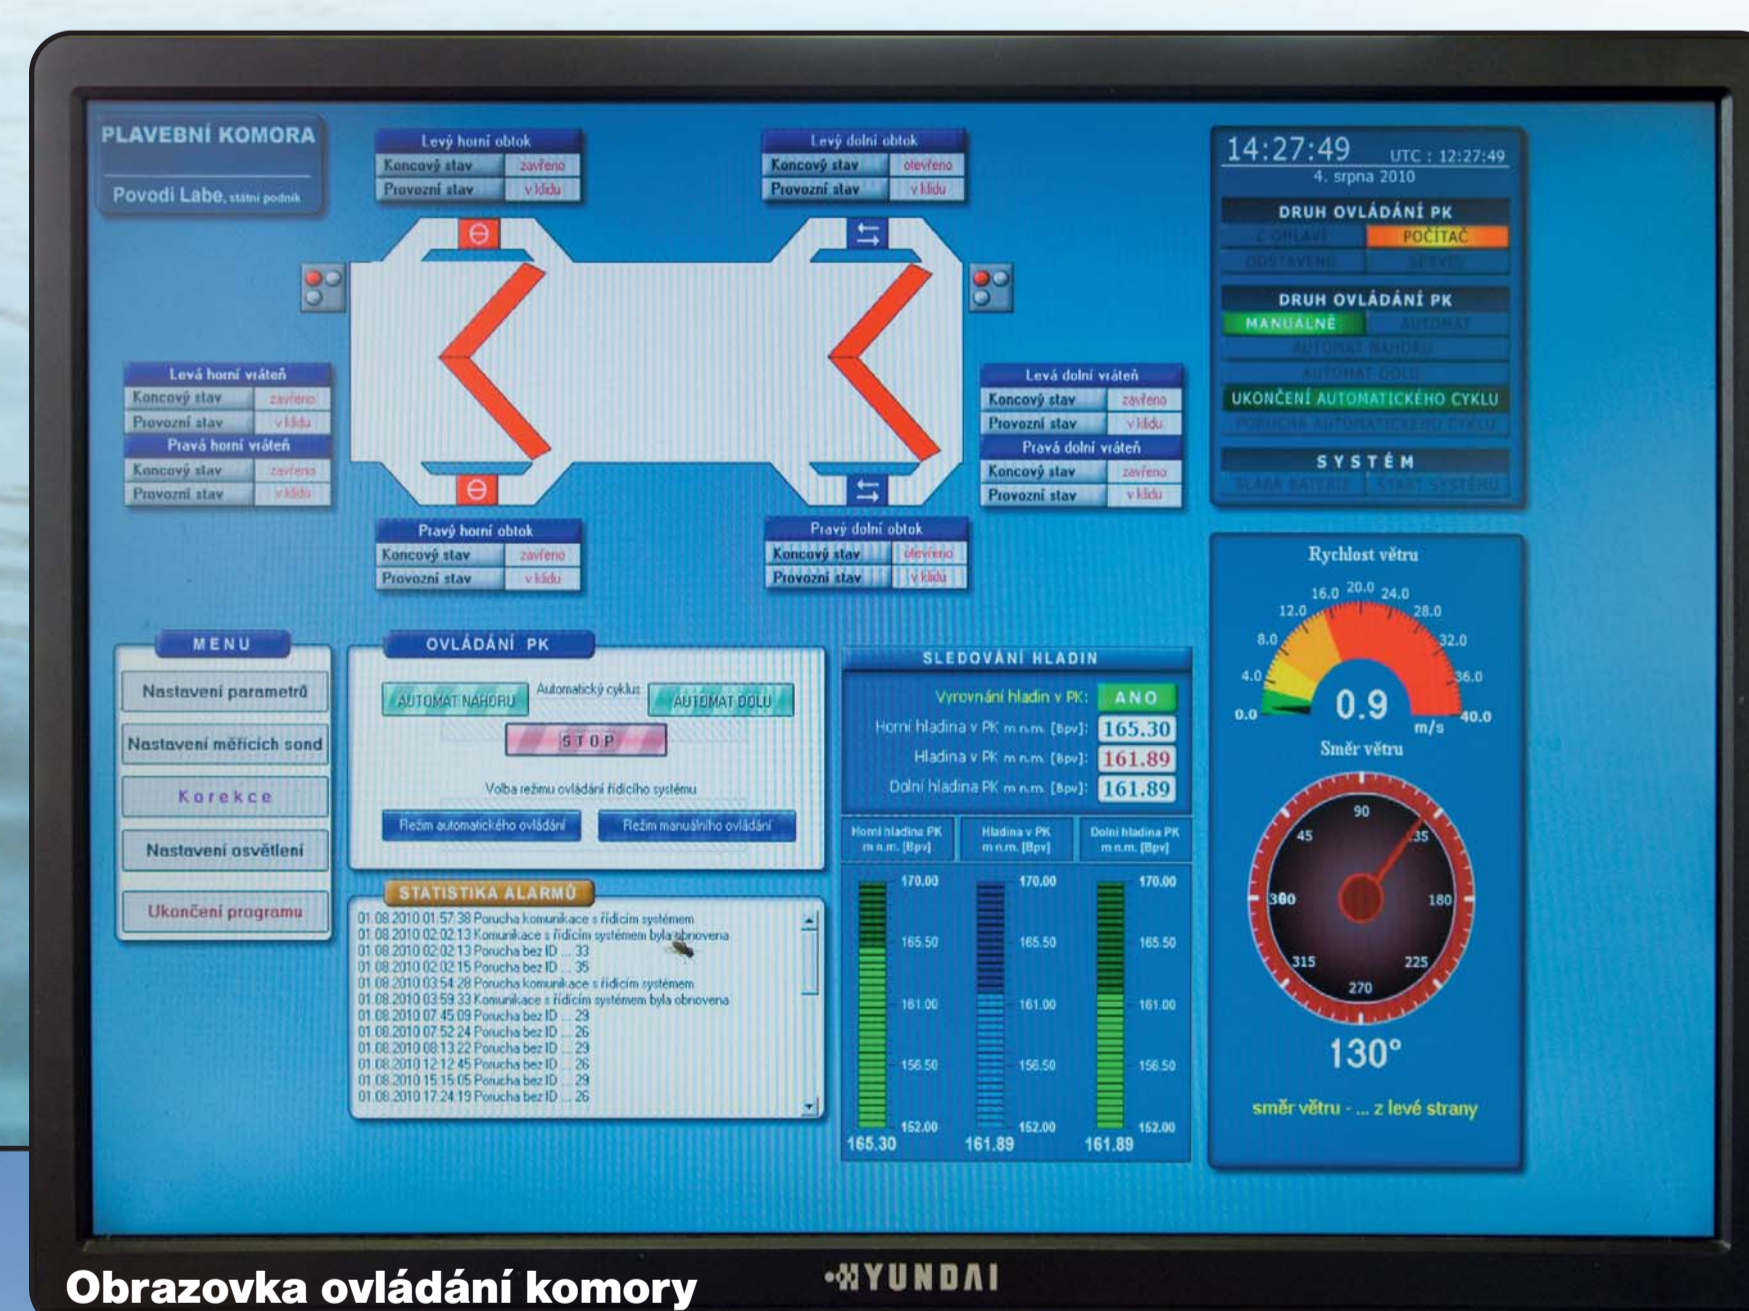 PLAVEBNÍ KOMORA
Povodí Labe, státní podnik
Levý horní obtok
Koncový stav zavřeno
Provozní stav v klidu
Levý dolní obtok
Koncový stav otevřeno
Provozní stav v klidu
14:27:49 UTC : 12:27:49
4. srpna 2010
DRUH OVLÁDÁNÍ PK
Z OHLAVÍ POČÍTAČ
ODSTAVENO SERVIS
DRUH OVLÁDÁNÍ PK
MANUÁLNĚ AUTOMAT
AUTOMAT NAHORU
AUTOMAT DOLU
UKONČENÍ AUTOMATICKÉHO CYKLU
PORUCHA AUTOMATICKÉHO CYKLU
SYSTÉM
SLABÁ BATERIE START SYSTÉMU
Levá horní vráteň
Koncový stav zavřeno
Provozní stav v klidu
Pravá horní vráteň
Koncový stav zavřeno
Provozní stav v klidu
Levá dolní vráteň
Koncový stav zavřeno
Provozní stav v klidu
Pravá dolní vráteň
Koncový stav zavřeno
Provozní stav v klidu
Pravý horní obtok
Koncový stav zavřeno
Provozní stav v klidu
Pravý dolní obtok
Koncový stav otevřeno
Provozní stav v klidu
MENU
Nastavení parametrů
Nastavení měřicích sond
Korekce
Nastavení osvětlení
Ukončení programu
OVLÁDÁNÍ PK
AUTOMAT NAHORU Automatický cyklus AUTOMAT DOLU
STOP
Volba režimu ovládání řídicího systému
Režim automatického ovládání Režim manuálního ovládání
STATISTIKA ALARMŮ
01.08.2010 01:57:38 Porucha komunikace s řídicím systémem
01.08.2010 02:02:13 Komunikace s řídicím systémem byla obnovena
01.08.2010 02:02:13 Porucha bez ID ... 33
01.08.2010 02:02:15 Porucha bez ID ... 35
01.08.2010 03:54:28 Porucha komunikace s řídicím systémem
01.08.2010 03:59:33 Komunikace s řídicím systémem byla obnovena
01.08.2010 07:45:09 Porucha bez ID ... 29
01.08.2010 07:52:24 Porucha bez ID ... 26
01.08.2010 08:13:22 Porucha bez ID ... 29
01.08.2010 12:12:45 Porucha bez ID ... 26
01.08.2010 15:15:05 Porucha bez ID ... 29
01.08.2010 17:24:19 Porucha bez ID ... 26
SLEDOVÁNÍ HLADIN
Vyrovnání hladin v PK: ANO
Horní hladina v PK m n.m. [Bpv]: 165.30
Hladina v PK m n.m. [Bpv]: 161.89
Dolní hladina PK m n.m. [Bpv]: 161.89
Horní hladina PK Hladina v PK Dolní hladina PK
m n.m. [Bpv] m n.m. [Bpv] m n.m. [Bpv]
170.00 170.00 170.00
165.50 165.50 165.50
161.00 161.00 161.00
156.50 156.50 156.50
152.00 152.00 152.00
165.30 161.89 161.89
Rychlost větru
0.0 4.0 8.0 12.0 16.0 20.0 24.0 28.0 32.0 36.0 40.0
0.9
m/s
Směr větru
90
45 135
180
315 225
270
130°
směr větru - ... z levé strany
HYUNDAI
Obrazovka ovládání komory